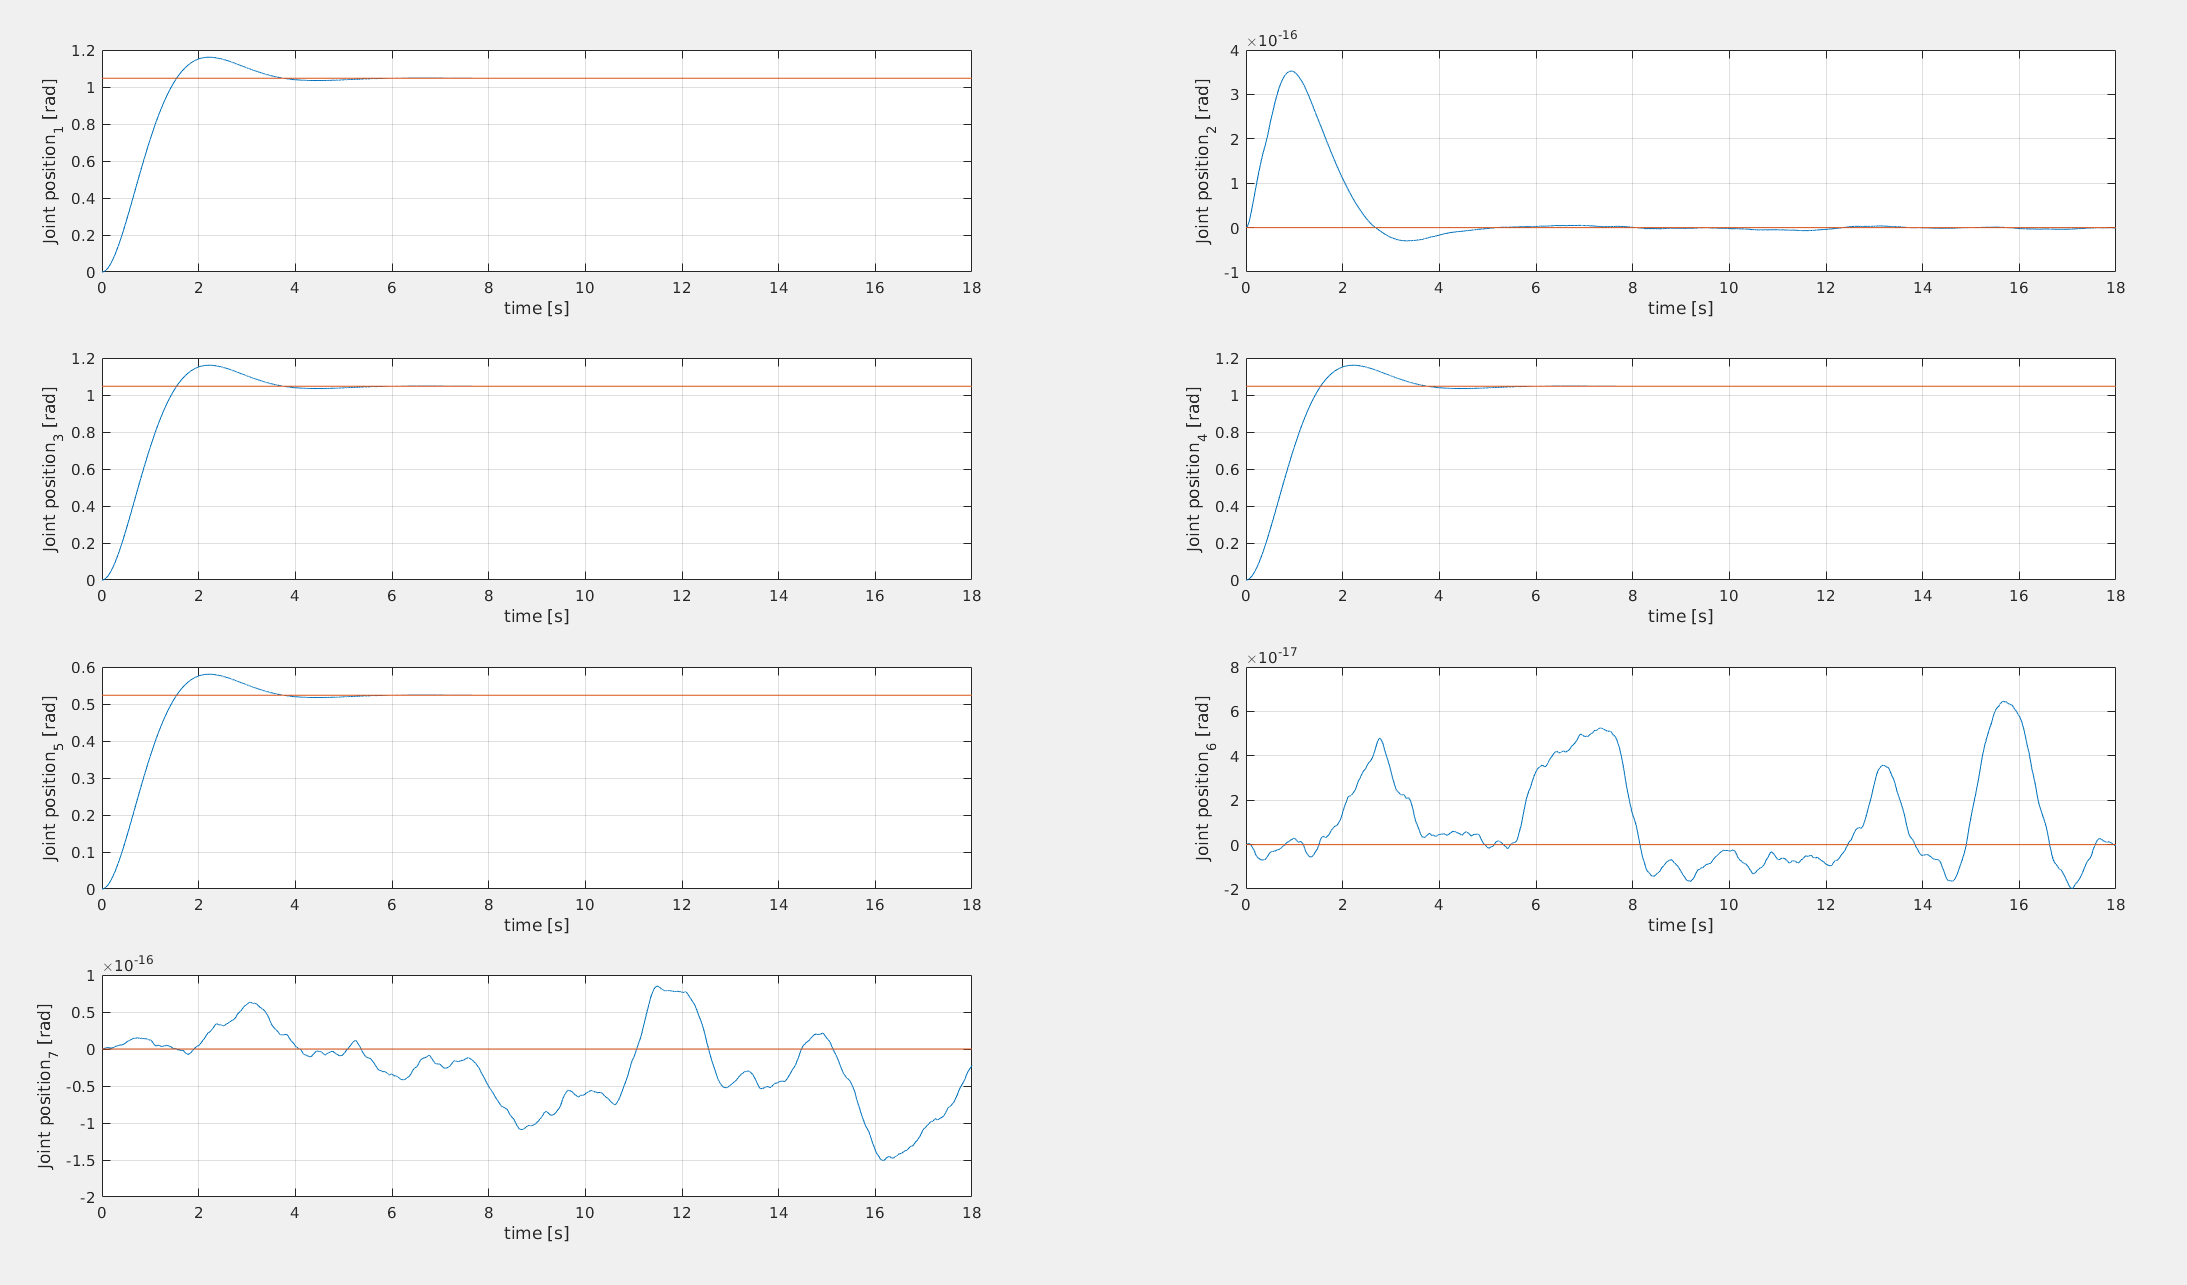 1.2
1
0.8
0.6
0.4
0.2
0
Joint position₁ [rad]
0 2 4 6 8 10 12 14 16 18
time [s]
×10⁻¹⁶
4
3
2
1
0
-1
Joint position₂ [rad]
0 2 4 6 8 10 12 14 16 18
time [s]
1.2
1
0.8
0.6
0.4
0.2
0
Joint position₃ [rad]
0 2 4 6 8 10 12 14 16 18
time [s]
1.2
1
0.8
0.6
0.4
0.2
0
Joint position₄ [rad]
0 2 4 6 8 10 12 14 16 18
time [s]
0.6
0.5
0.4
0.3
0.2
0.1
0
Joint position₅ [rad]
0 2 4 6 8 10 12 14 16 18
time [s]
×10⁻¹⁷
8
6
4
2
0
-2
Joint position₆ [rad]
0 2 4 6 8 10 12 14 16 18
time [s]
×10⁻¹⁶
1
0.5
0
-0.5
-1
-1.5
-2
Joint position₇ [rad]
0 2 4 6 8 10 12 14 16 18
time [s]